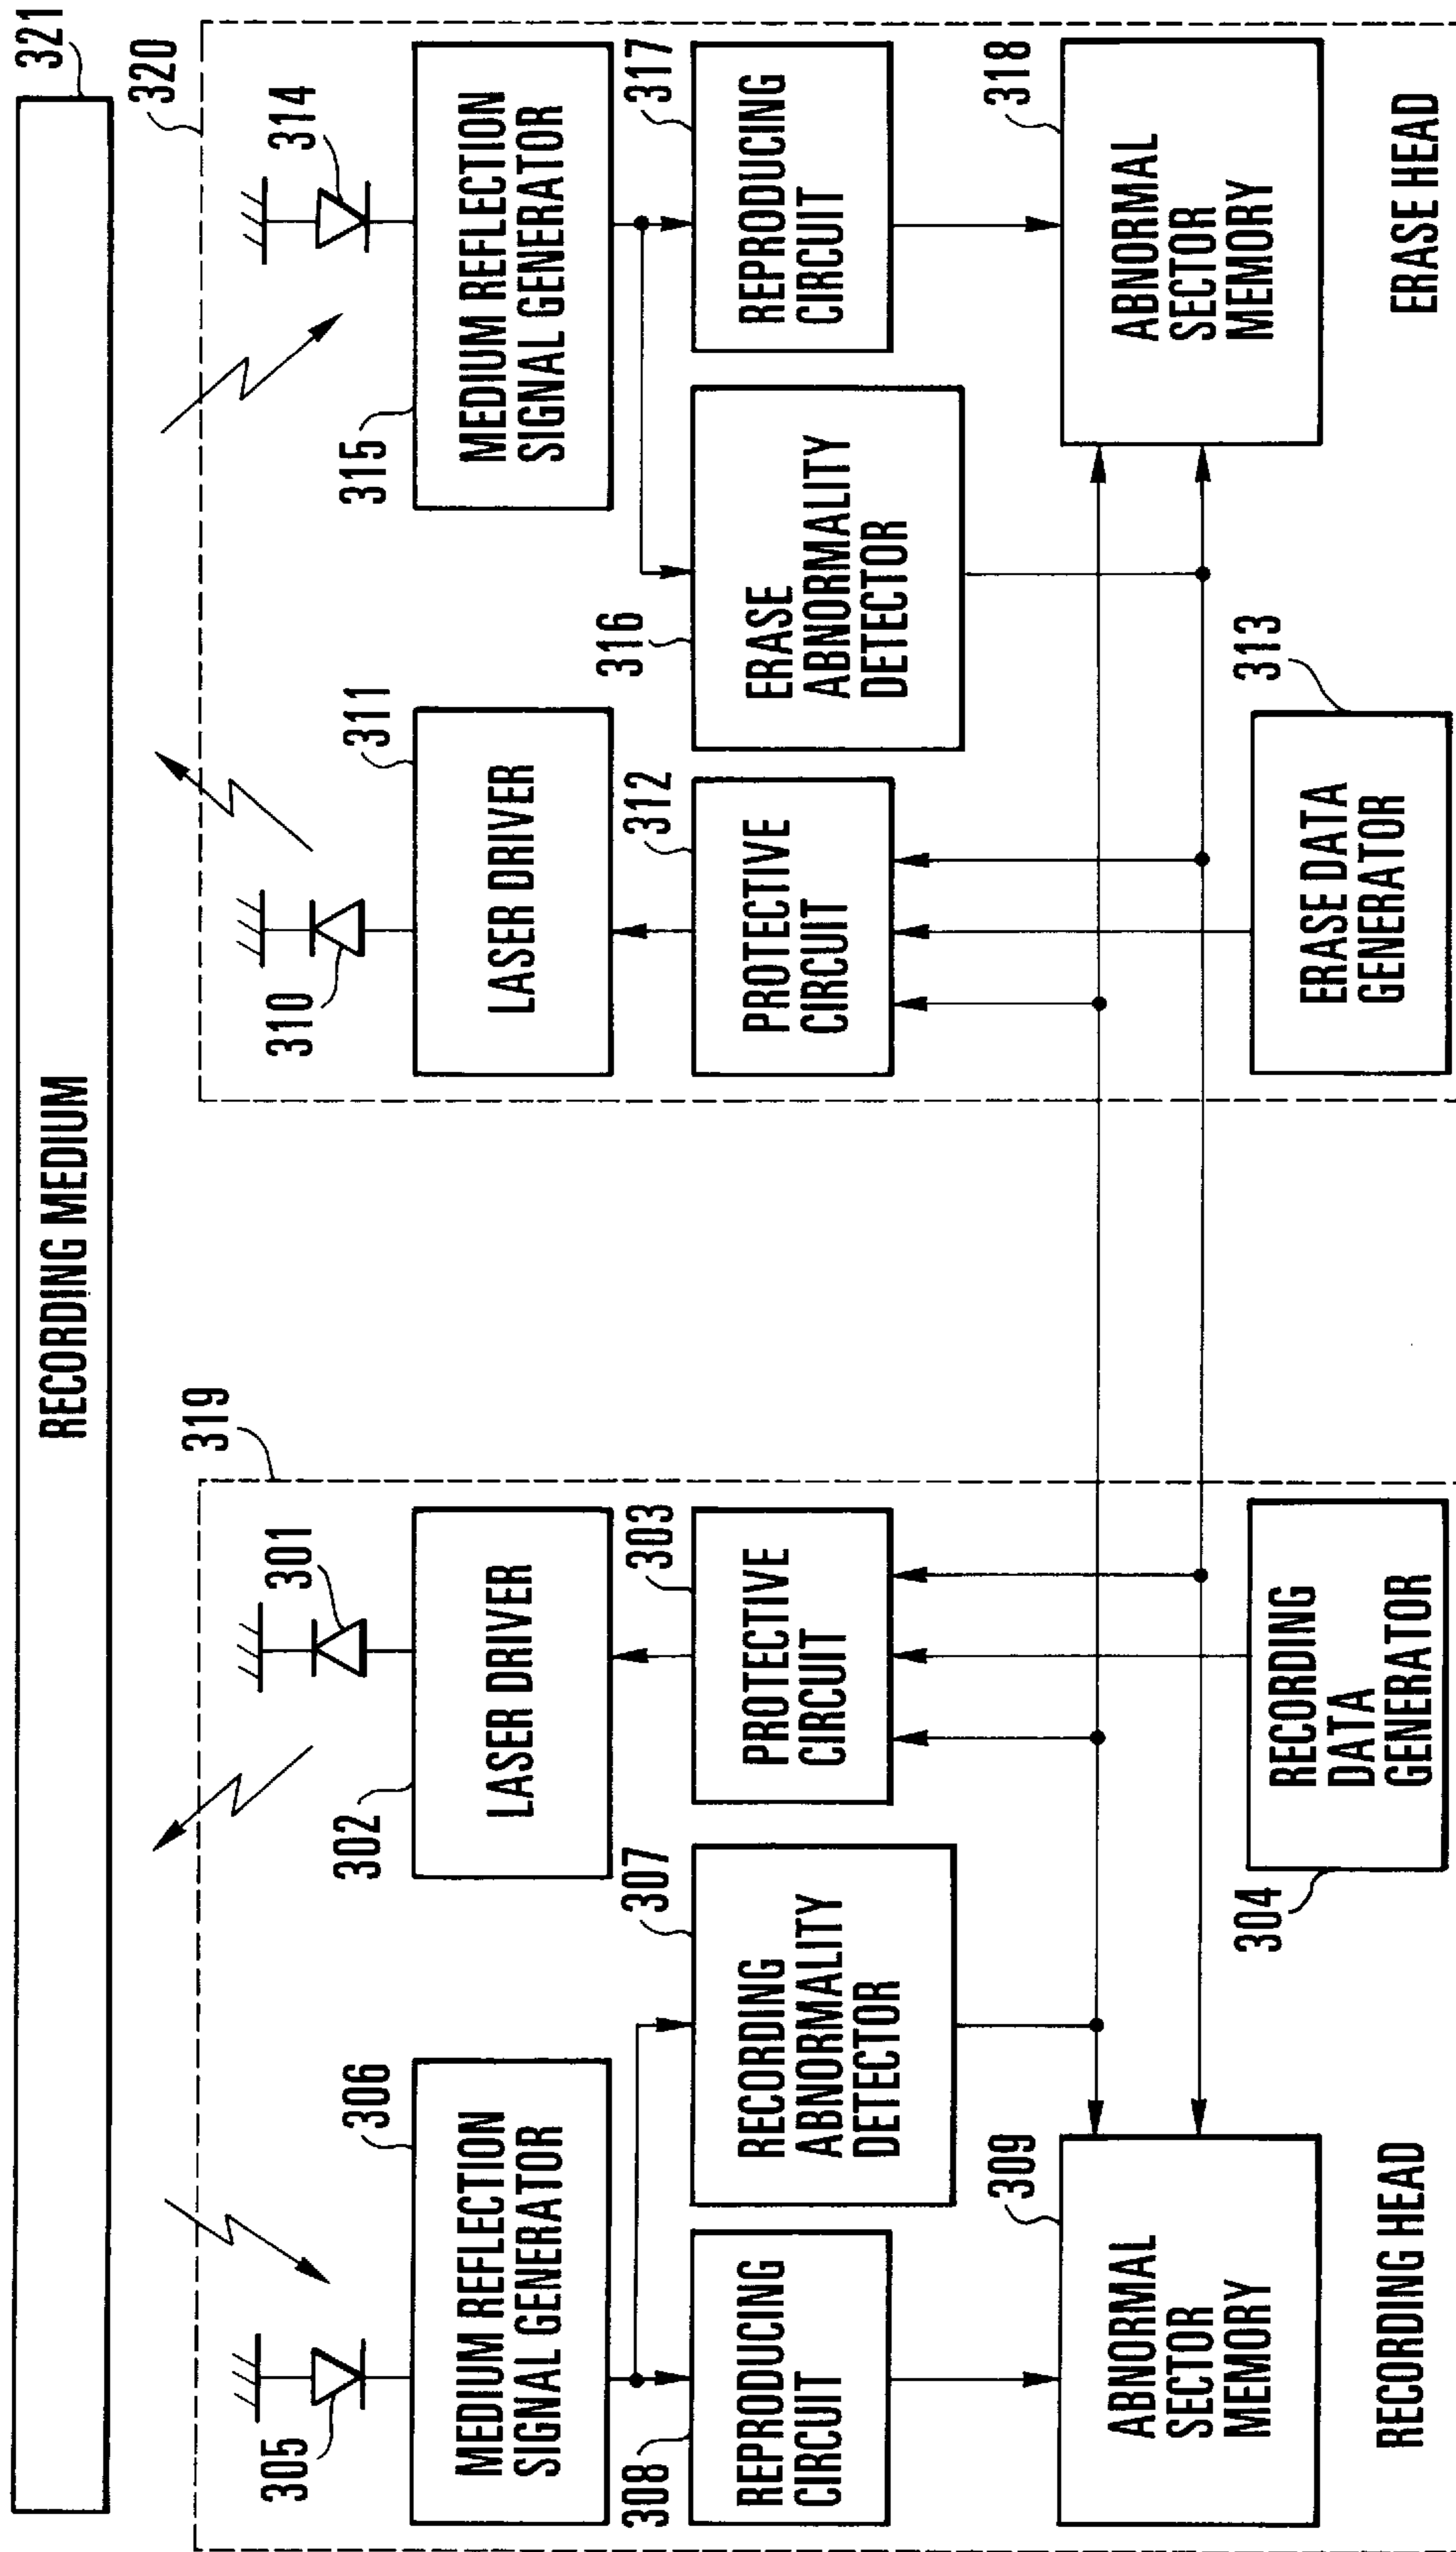 321
RECORDING MEDIUM
319
320
305
301
310
314
306
MEDIUM REFLECTION
SIGNAL GENERATOR
302
LASER DRIVER
311
LASER DRIVER
315
MEDIUM REFLECTION
SIGNAL GENERATOR
308
REPRODUCING
CIRCUIT
307
RECORDING
ABNORMALITY
DETECTOR
303
PROTECTIVE
CIRCUIT
312
PROTECTIVE
CIRCUIT
316
ERASE
ABNORMALITY
DETECTOR
317
REPRODUCING
CIRCUIT
309
ABNORMAL
SECTOR
MEMORY
318
ABNORMAL
SECTOR
MEMORY
304
RECORDING
DATA
GENERATOR
313
ERASE DATA
GENERATOR
RECORDING HEAD
ERASE HEAD